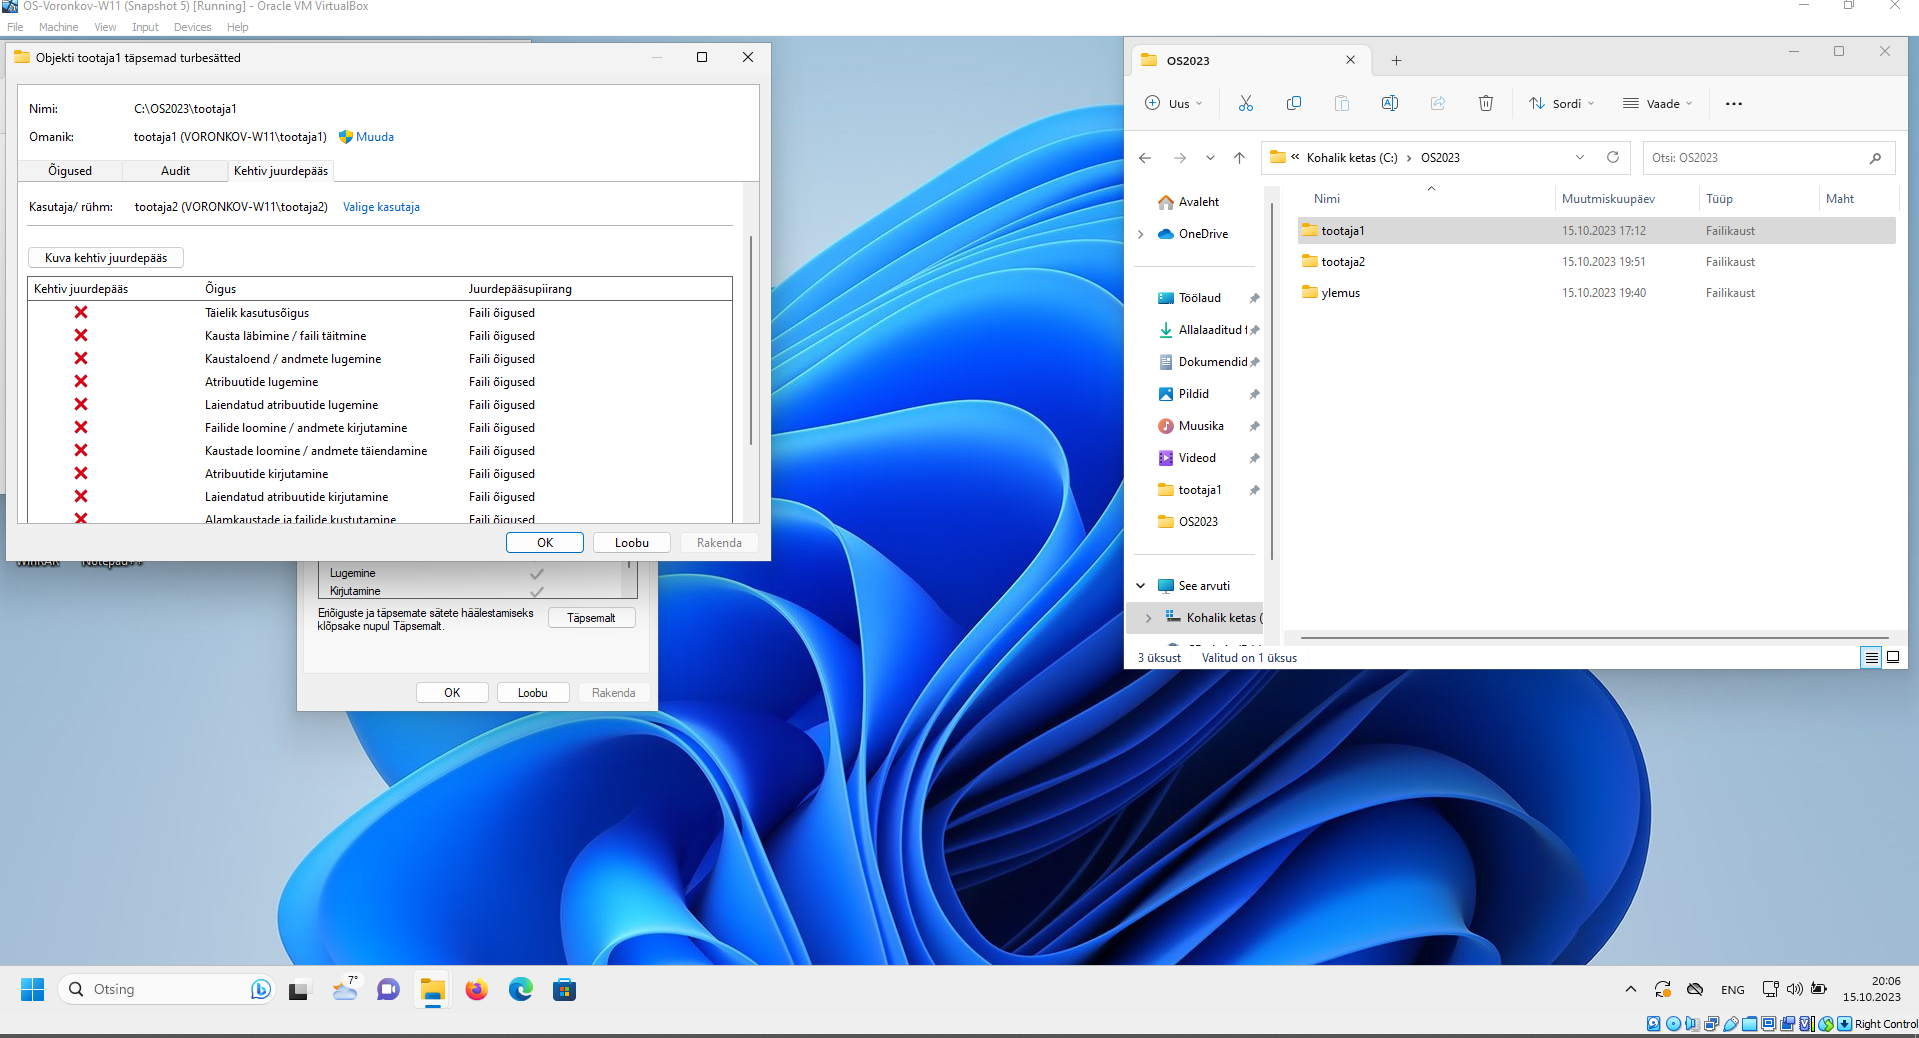 OS-Voronkov-W11 (Snapshot 5) [Running] - Oracle VM VirtualBox
File Machine View Input Devices Help
Objekti tootaja1 täpsemad turbesätted
Nimi: C:\OS2023\tootaja1
Omanik: tootaja1 (VORONKOV-W11\tootaja1) Muuda
Õigused Audit Kehtiv juurdepääs
Kasutaja/ rühm: tootaja2 (VORONKOV-W11\tootaja2) Valige kasutaja
Kuva kehtiv juurdepääs
Kehtiv juurdepääs Õigus Juurdepääsupiirang
Täielik kasutusõigus Faili õigused
Kausta läbimine / faili täitmine Faili õigused
Kaustaloend / andmete lugemine Faili õigused
Atribuutide lugemine Faili õigused
Laiendatud atribuutide lugemine Faili õigused
Failide loomine / andmete kirjutamine Faili õigused
Kaustade loomine / andmete täiendamine Faili õigused
Atribuutide kirjutamine Faili õigused
Laiendatud atribuutide kirjutamine Faili õigused
Alamkaustade ja failide kustutamine Faili õigused
OK Loobu Rakenda
WinRAR Notepad++
Lugemine
Kirjutamine
Eriõiguste ja täpsemate sätete häälestamiseks
klõpsake nupul Täpsemalt.
Täpsemalt
OK Loobu Rakenda
OS2023
Uus Sordi Vaade
Kohalik ketas (C:) OS2023
Otsi: OS2023
Nimi Muutmiskuupäev Tüüp Maht
tootaja1 15.10.2023 17:12 Failikaust
tootaja2 15.10.2023 19:51 Failikaust
ylemus 15.10.2023 19:40 Failikaust
Avaleht
OneDrive
Töölaud
Allalaaditud f
Dokumendid
Pildid
Muusika
Videod
tootaja1
OS2023
See arvuti
Kohalik ketas (
3 üksust Valitud on 1 üksus
Otsing
7°
ENG
20:06
15.10.2023
Right Control